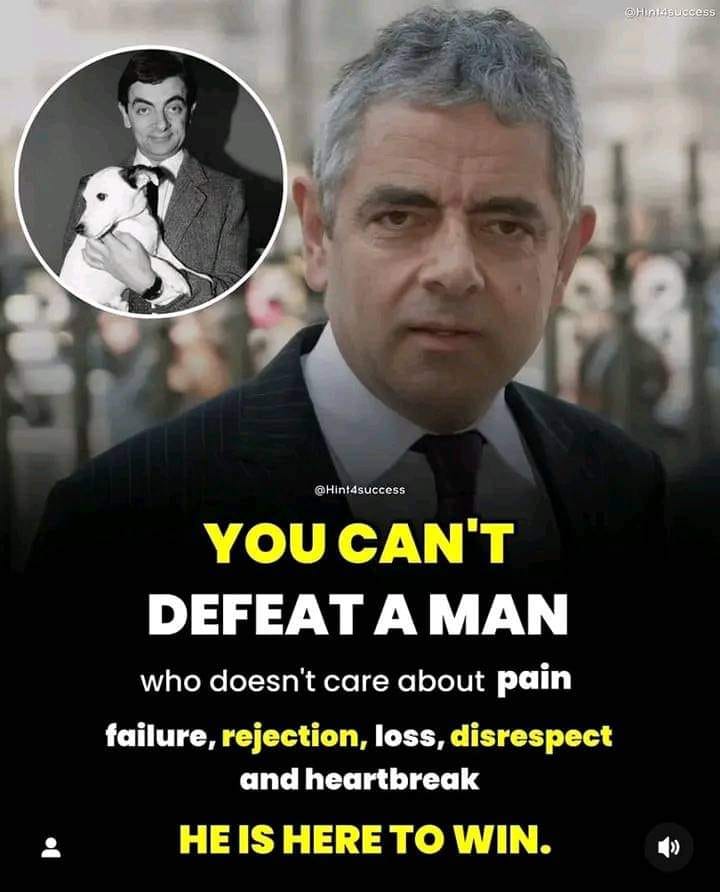 @Hint4success
@Hint4success
YOU CAN'T
DEFEAT A MAN
who doesn't care about pain
failure, rejection, loss, disrespect
and heartbreak
HE IS HERE TO WIN.